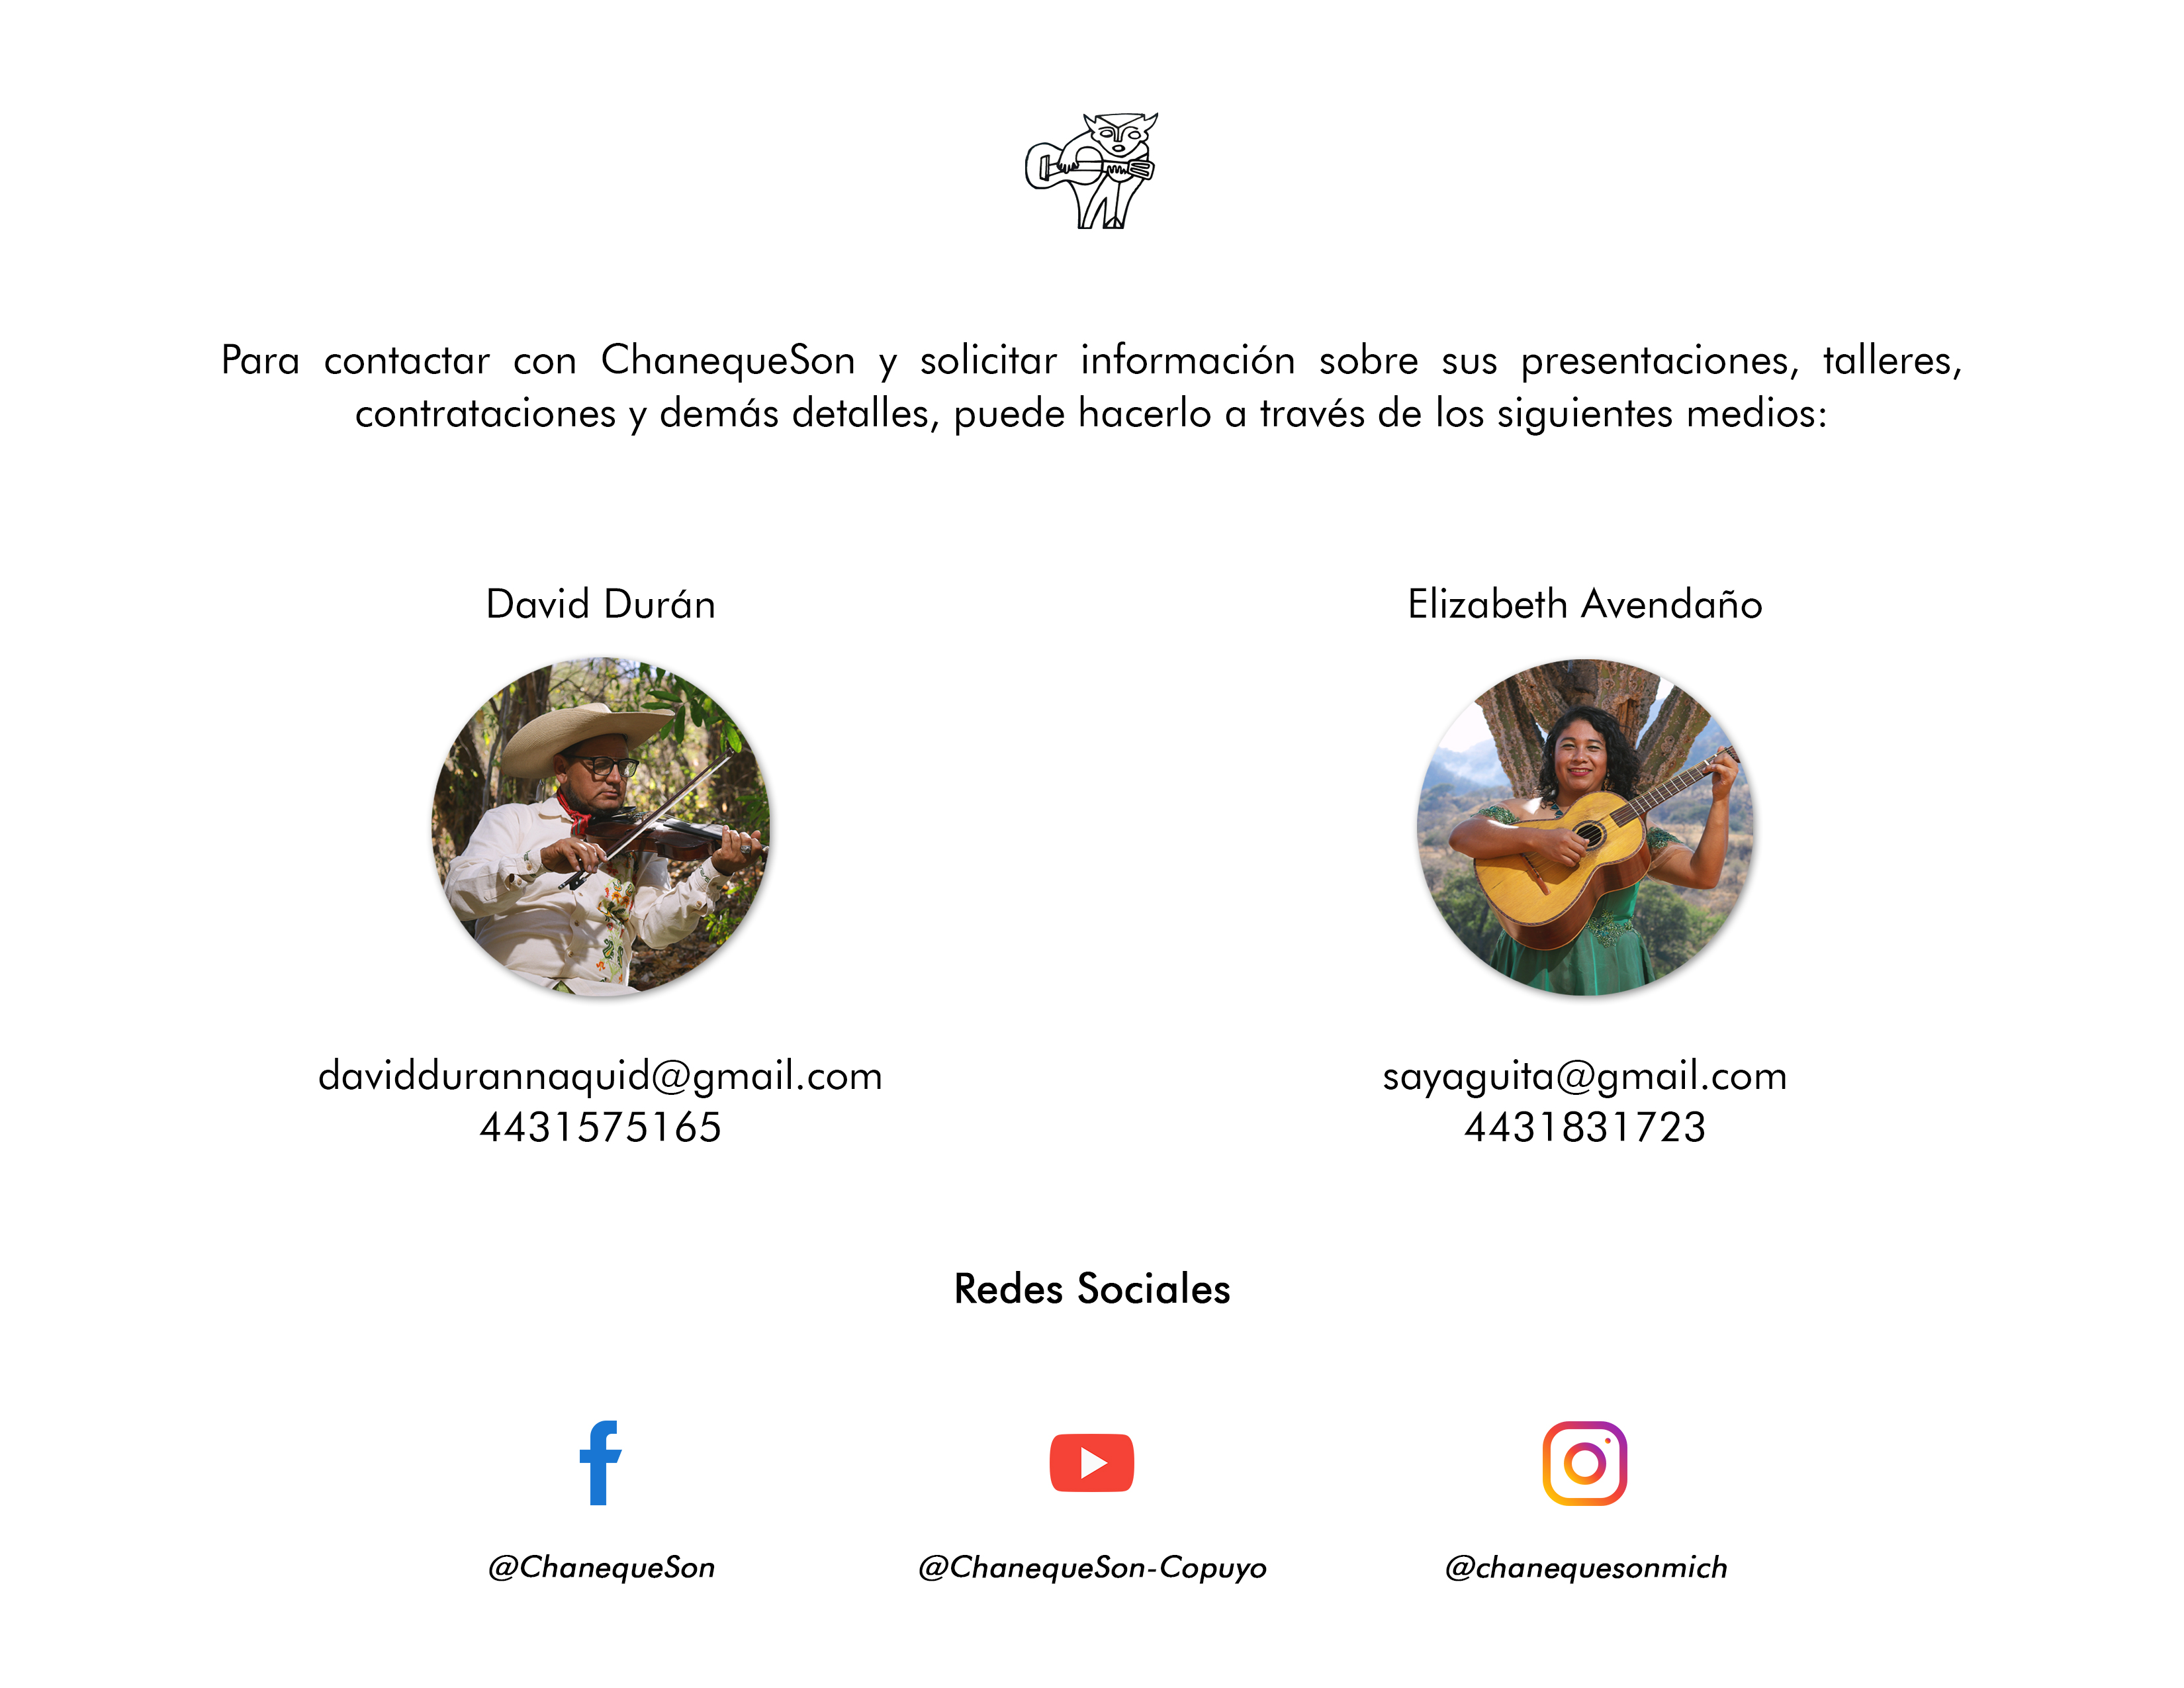 Para contactar con ChanequeSon y solicitar información sobre sus presentaciones, talleres,
contrataciones y demás detalles, puede hacerlo a través de los siguientes medios:
David Durán
Elizabeth Avendaño
daviddurannaquid@gmail.com
4431575165
sayaguita@gmail.com
4431831723
Redes Sociales
@ChanequeSon
@ChanequeSon-Copuyo
@chanequesonmich